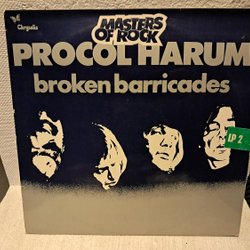 MASTERS
OF ROCK
Chrysalis
PROCOL HARUM
broken barricades
LP 2